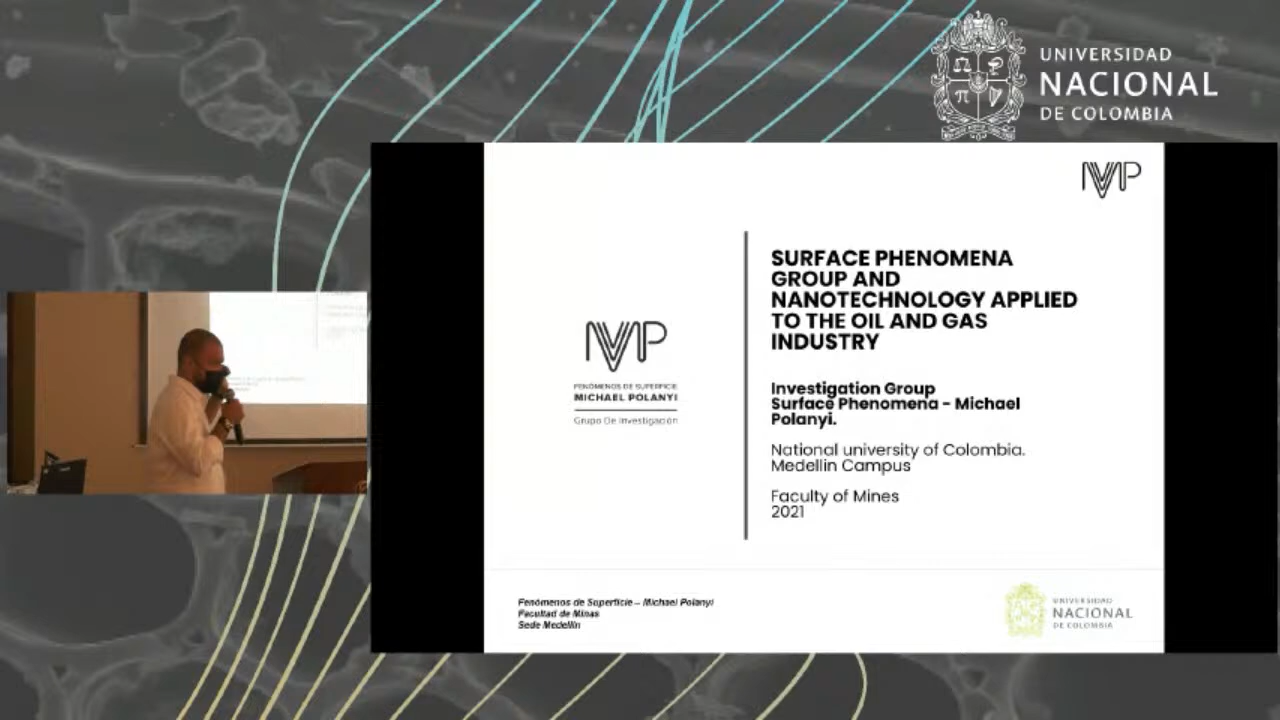 UNIVERSIDAD
NACIONAL
DE COLOMBIA
IVP
SURFACE PHENOMENA
GROUP AND
NANOTECHNOLOGY APPLIED
TO THE OIL AND GAS
INDUSTRY
IVP
FENÓMENOS DE SUPERFICIE
MICHAEL POLANYI
Grupo De Investigación
Investigation Group
Surface Phenomena - Michael
Polanyi.
National university of Colombia.
Medellin Campus
Faculty of Mines
2021
Fenómenos de Superficie – Michael Polanyi
Facultad de Minas
Sede Medellín
UNIVERSIDAD
NACIONAL
DE COLOMBIA